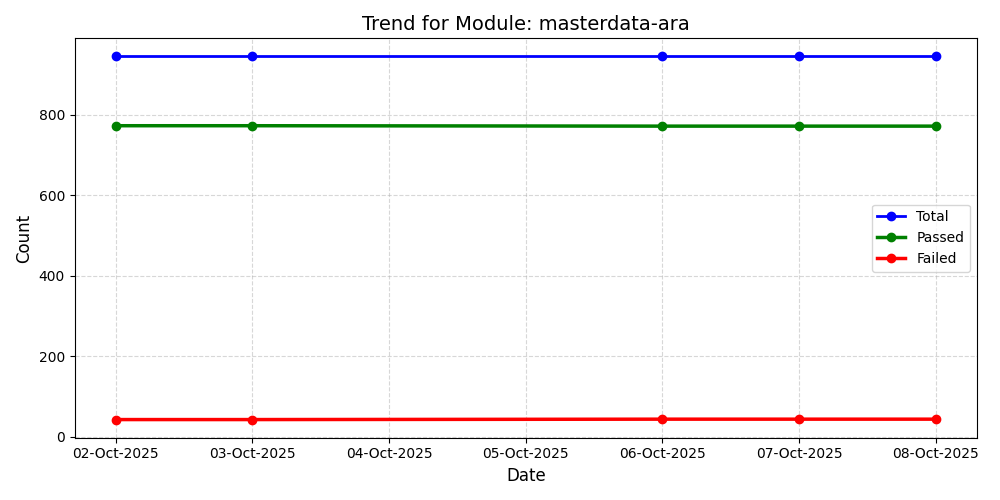 Trend for Module: masterdata-ara
Count
800
600
400
200
0
Total
Passed
Failed
02-Oct-2025
03-Oct-2025
04-Oct-2025
05-Oct-2025
06-Oct-2025
07-Oct-2025
08-Oct-2025
Date